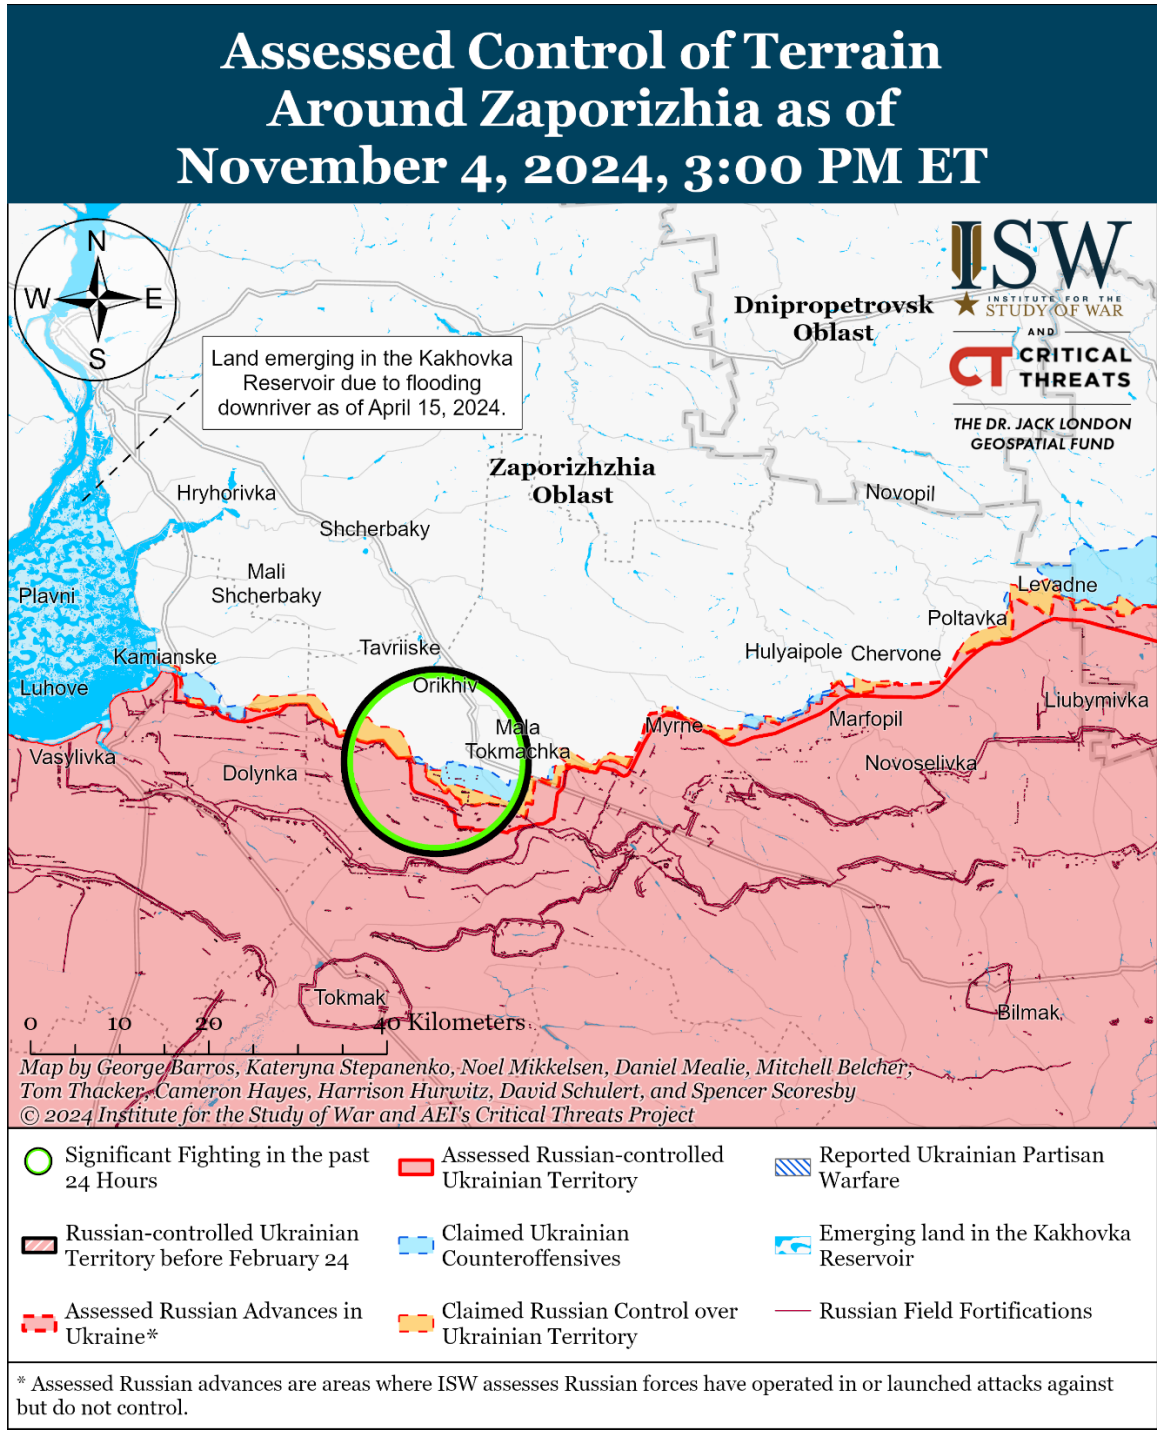 Assessed Control of Terrain
Around Zaporizhia as of
November 4, 2024, 3:00 PM ET
N
W
E
S
ISW
INSTITUTE FOR THE
STUDY OF WAR
AND
CT CRITICAL
THREATS
THE DR. JACK LONDON
GEOSPATIAL FUND
Dnipropetrovsk
Oblast
Land emerging in the Kakhovka
Reservoir due to flooding
downriver as of April 15, 2024.
Zaporizhzhia
Oblast
Hryhorivka
Novopil
Shcherbaky
Mali
Shcherbaky
Plavni
Levadne
Poltavka
Tavriiske
Hulyaipole
Chervone
Kamianske
Orikhiv
Luhove
Liubymivka
Mala
Tokmachka
Myrne
Marfopil
Vasylivka
Dolynka
Novoselivka
Tokmak
Bilmak
0 10 20 40 Kilometers
Map by George Barros, Kateryna Stepanenko, Noel Mikkelsen, Daniel Mealie, Mitchell Belcher,
Tom Thacker, Cameron Hayes, Harrison Hurwitz, David Schulert, and Spencer Scoresby
© 2024 Institute for the Study of War and AEI's Critical Threats Project
Significant Fighting in the past
24 Hours
Assessed Russian-controlled
Ukrainian Territory
Reported Ukrainian Partisan
Warfare
Russian-controlled Ukrainian
Territory before February 24
Claimed Ukrainian
Counteroffensives
Emerging land in the Kakhovka
Reservoir
Assessed Russian Advances in
Ukraine*
Claimed Russian Control over
Ukrainian Territory
Russian Field Fortifications
* Assessed Russian advances are areas where ISW assesses Russian forces have operated in or launched attacks against
but do not control.